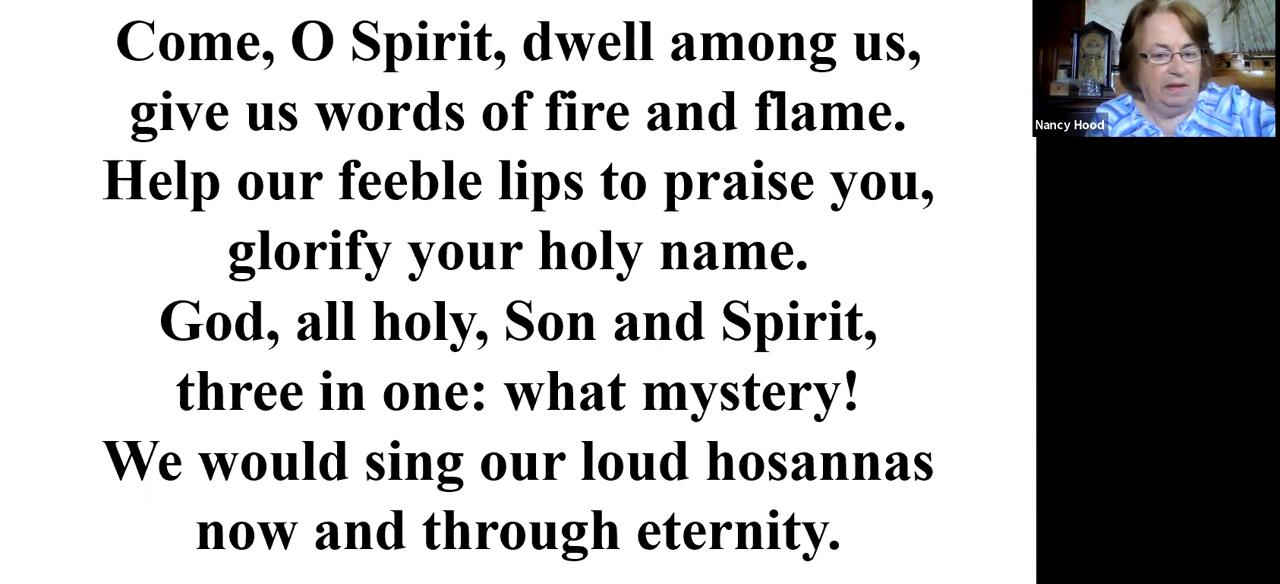 Come, O Spirit, dwell among us,
give us words of fire and flame.
Help our feeble lips to praise you,
glorify your holy name.
God, all holy, Son and Spirit,
three in one: what mystery!
We would sing our loud hosannas
now and through eternity.
Nancy Hood